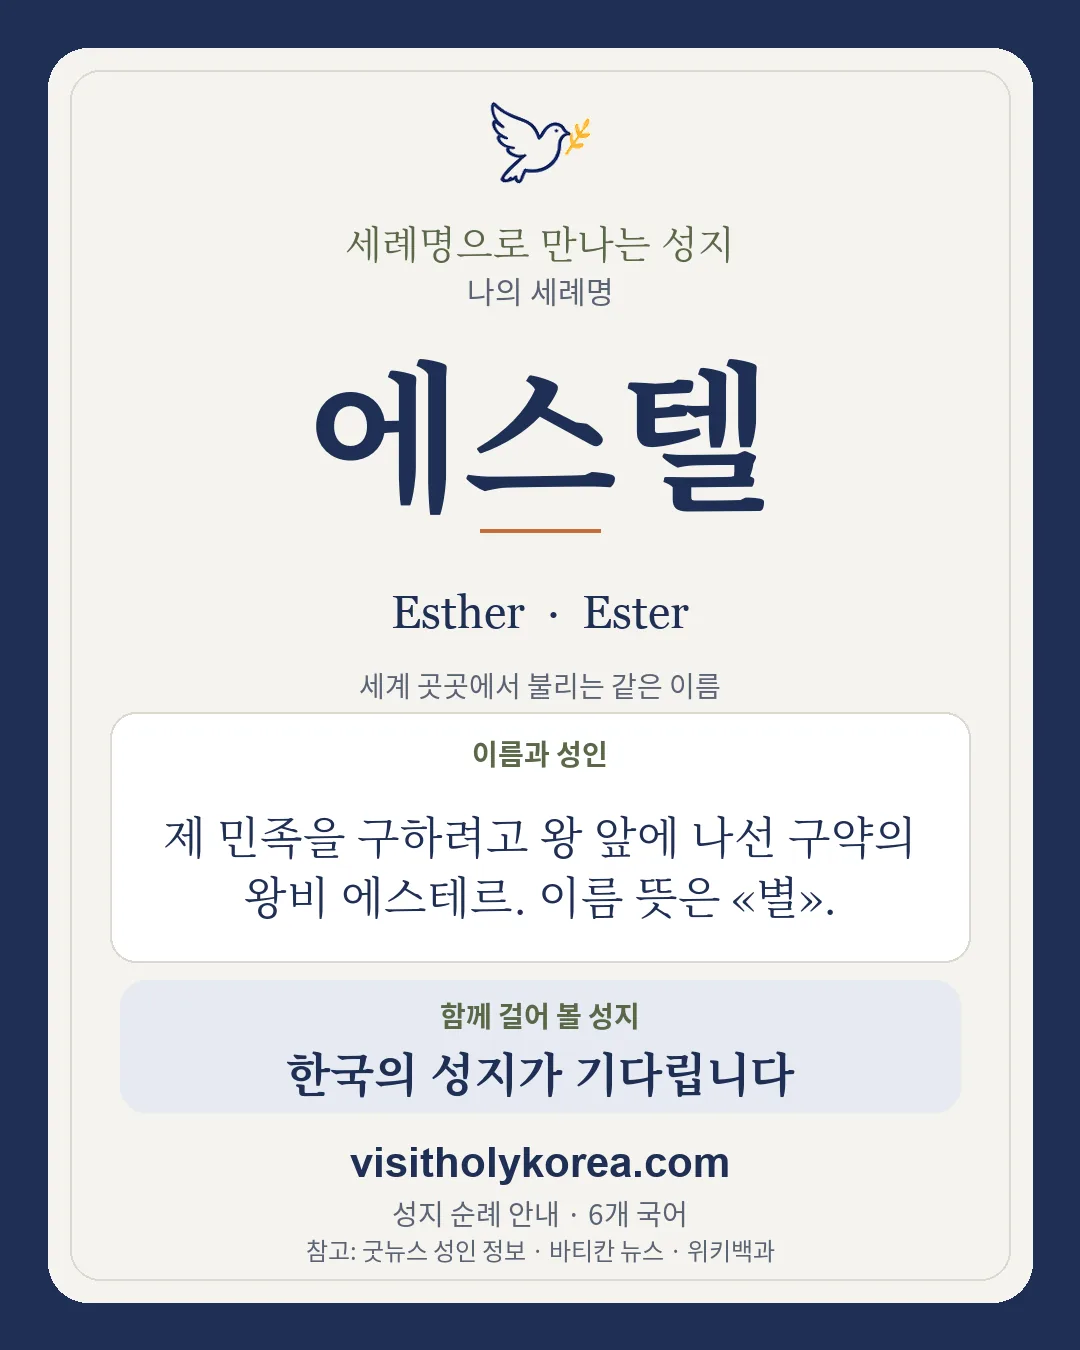 세례명으로 만나는 성지
나의 세례명
에스텔
Esther · Ester
세계 곳곳에서 불리는 같은 이름
이름과 성인
제 민족을 구하려고 왕 앞에 나선 구약의
왕비 에스테르. 이름 뜻은 «별».
함께 걸어 볼 성지
한국의 성지가 기다립니다
visitholykorea.com
성지 순례 안내 · 6개 국어
참고: 굿뉴스 성인 정보 · 바티칸 뉴스 · 위키백과